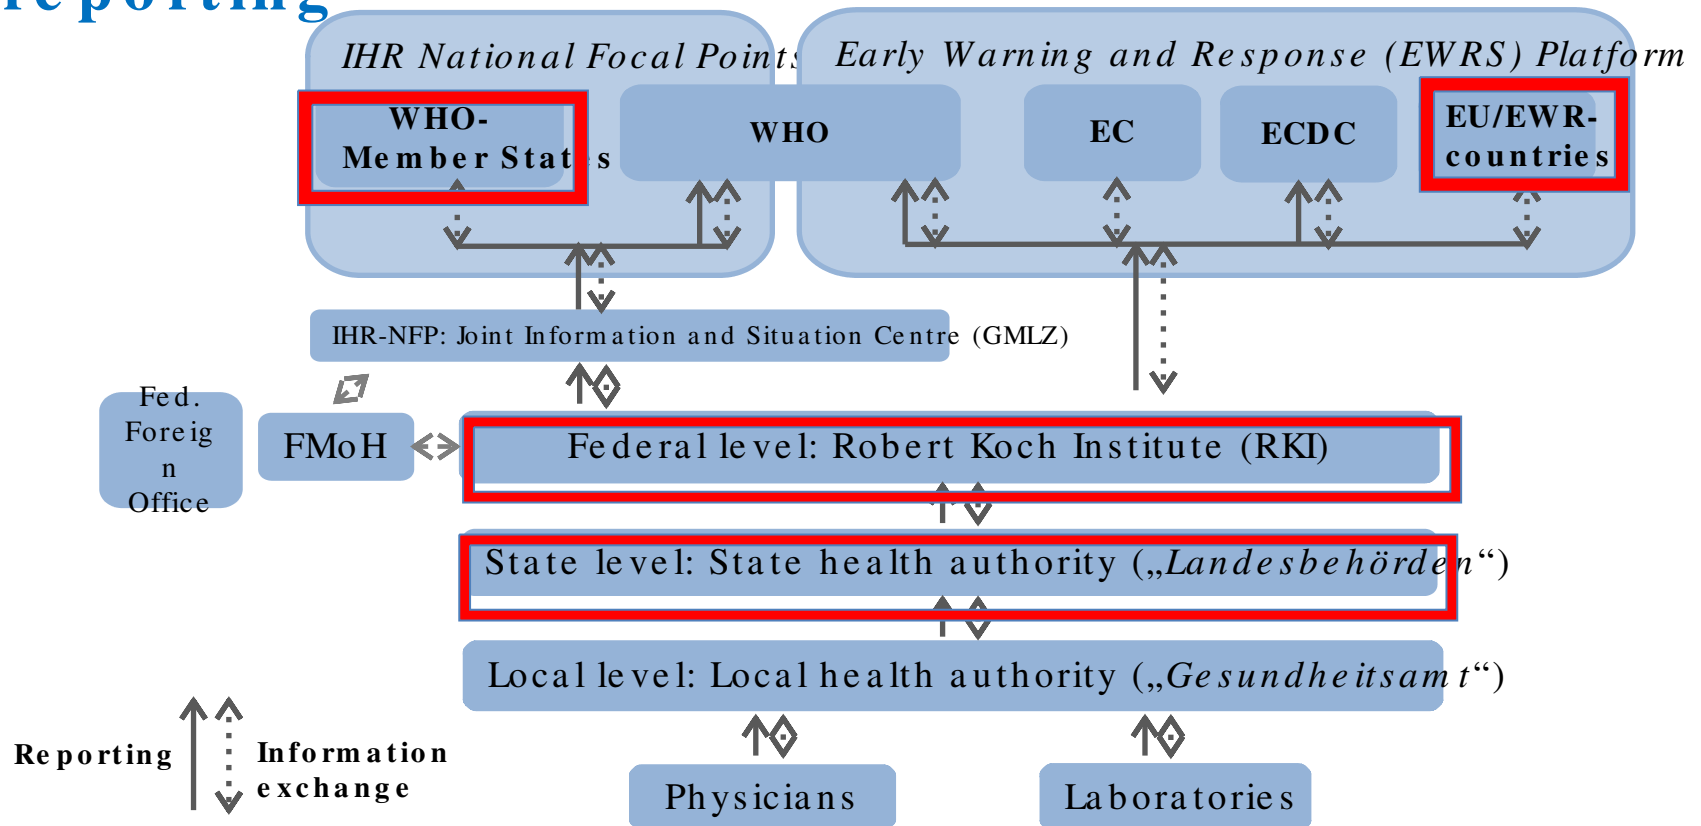 reporting
IHR National Focal Points
Early Warning and Response (EWRS) Platform
WHO-
Member States
WHO
EC
ECDC
EU/EWR-
countries
IHR-NFP: Joint Information and Situation Centre (GMLZ)
Fed.
Foreig
n
Office
FMoH
Federal level: Robert Koch Institute (RKI)
State level: State health authority („Landesbehörden“)
Local level: Local health authority („Gesundheitsamt“)
Reporting
Information
exchange
Physicians
Laboratories